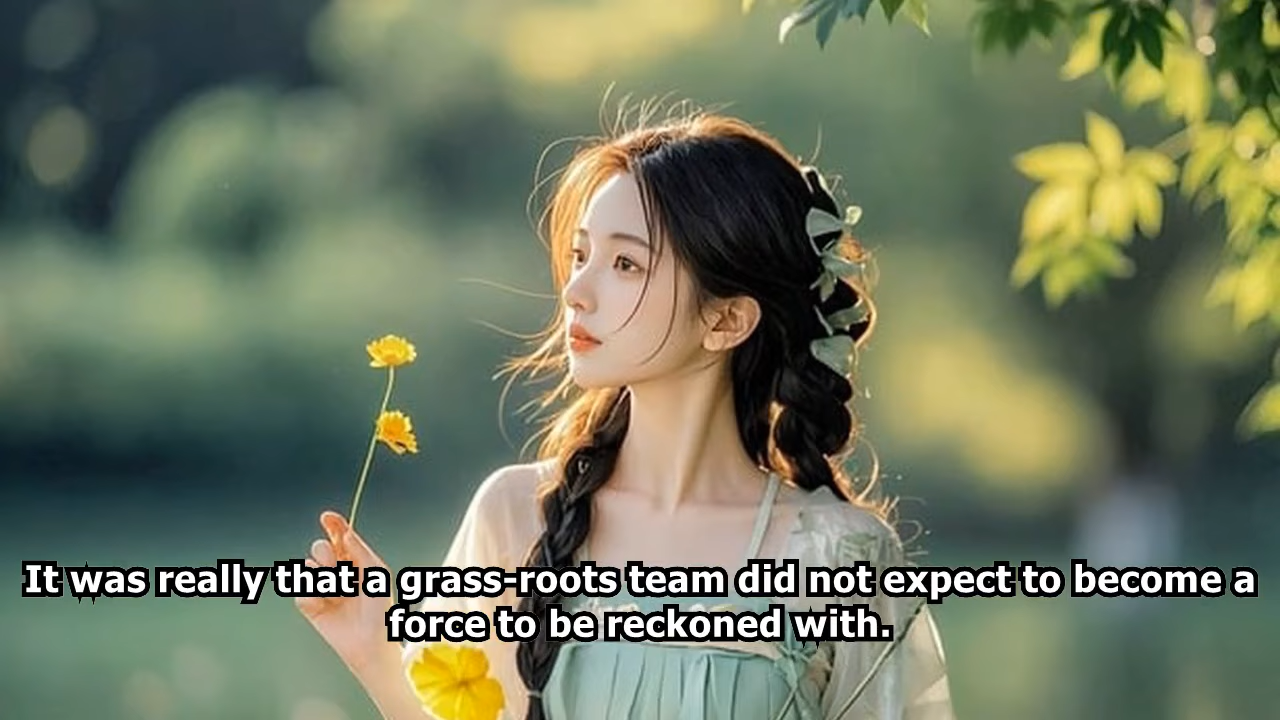 It was really that a grass-roots team did not expect to become a
force to be reckoned with.